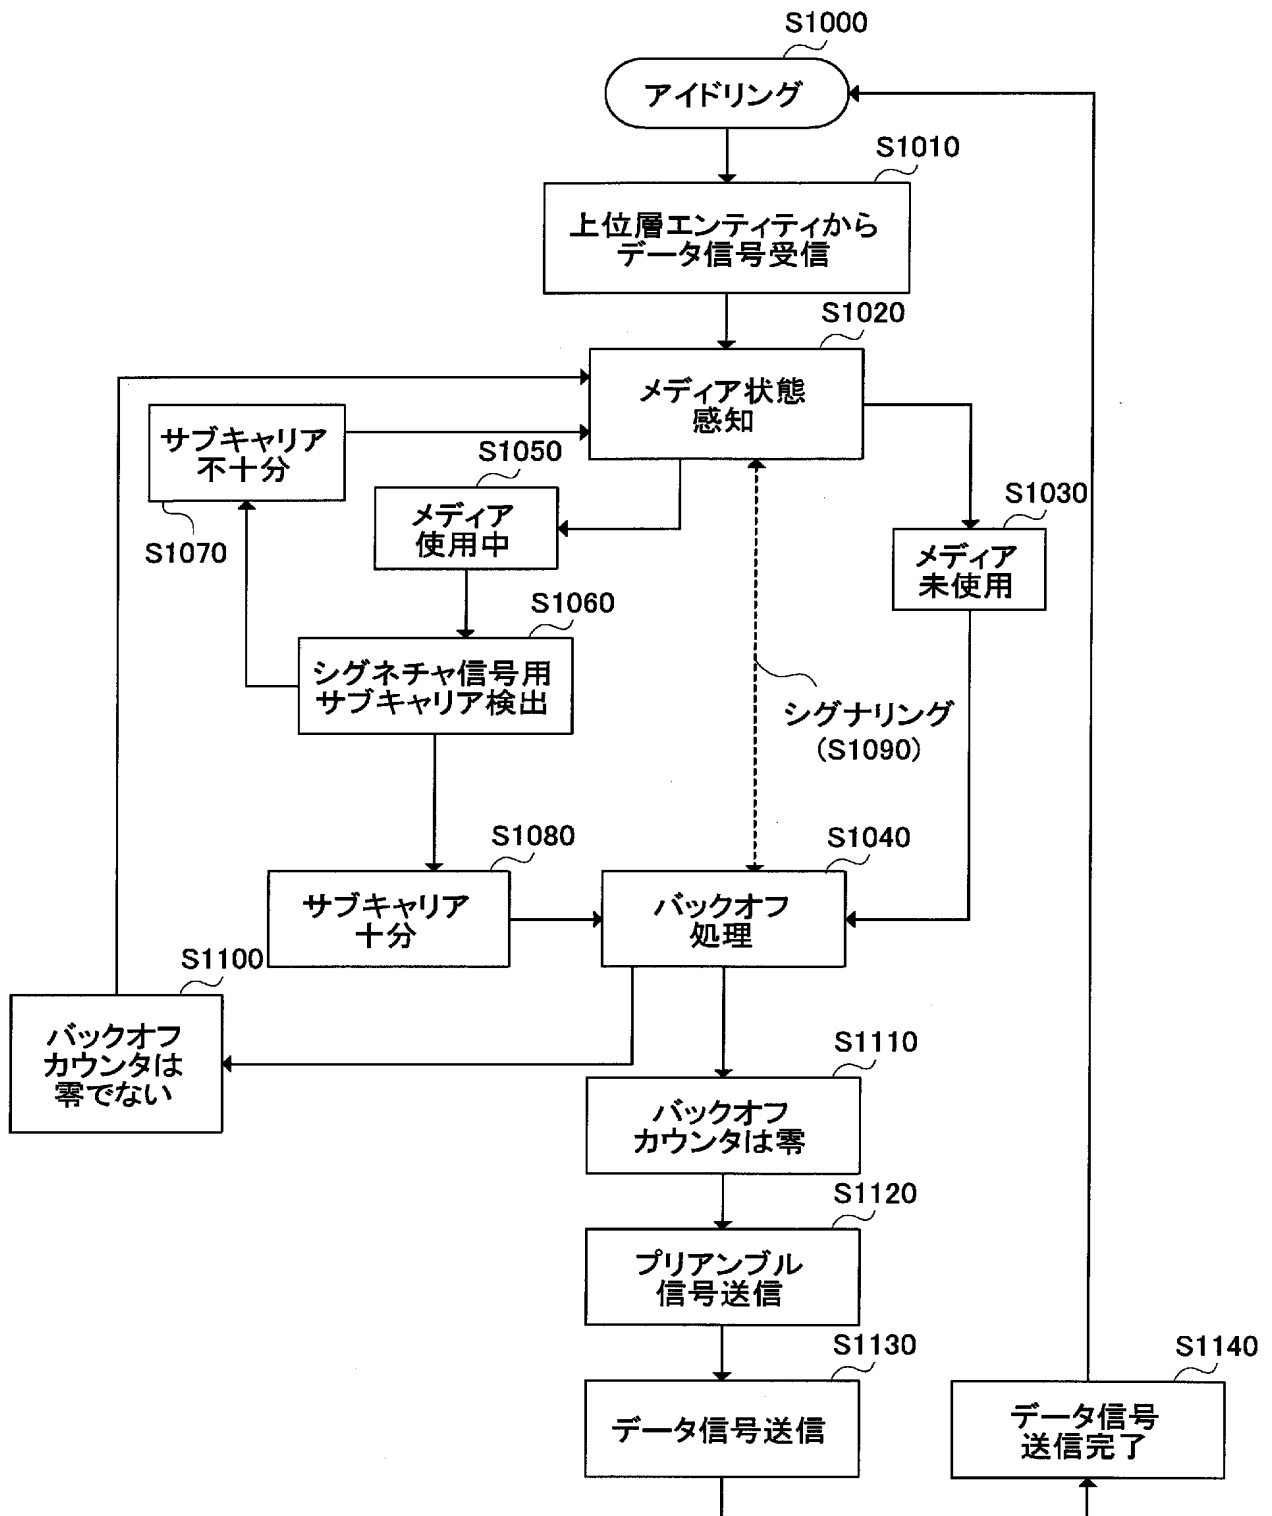 S1000
アイドリング
S1010
上位層エンティティから
データ信号受信
S1020
メディア状態
感知
サブキャリア
不十分
S1070
S1050
メディア
使用中
S1030
メディア
未使用
S1060
シグネチャ信号用
サブキャリア検出
シグナリング
(S1090)
S1080
サブキャリア
十分
S1040
バックオフ
処理
S1100
バックオフ
カウンタは
零でない
S1110
バックオフ
カウンタは零
S1120
プリアンブル
信号送信
S1130
データ信号送信
S1140
データ信号
送信完了